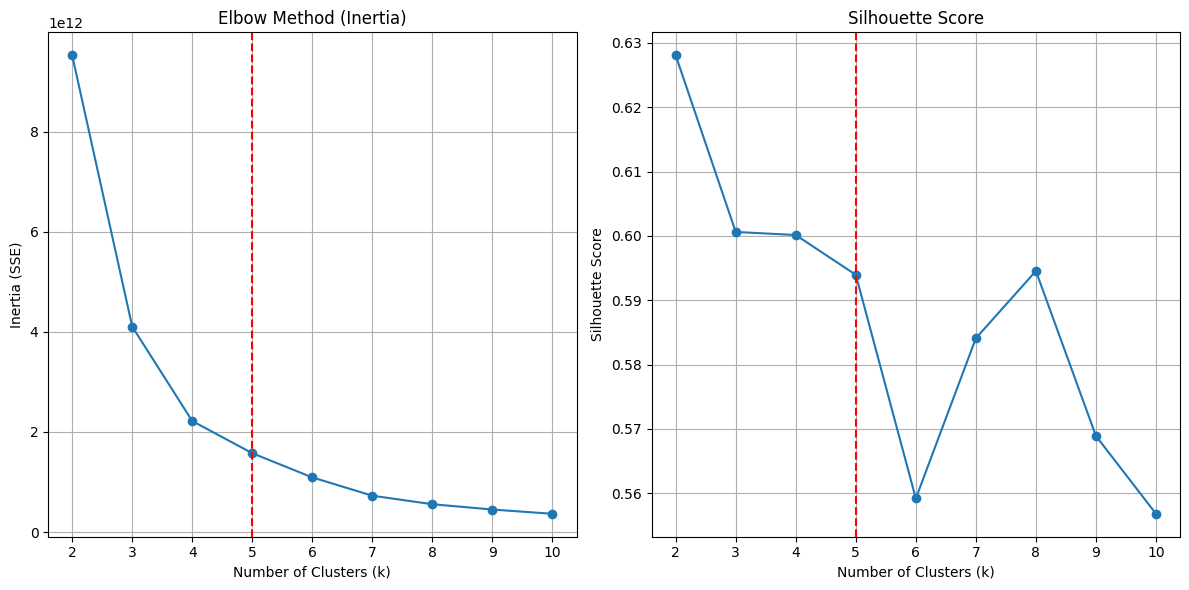 Elbow Method (Inertia)
1e12
8
6
4
2
0
Inertia (SSE)
2 3 4 5 6 7 8 9 10
Number of Clusters (k)
Silhouette Score
0.63
0.62
0.61
0.60
0.59
0.58
0.57
0.56
Silhouette Score
2 3 4 5 6 7 8 9 10
Number of Clusters (k)